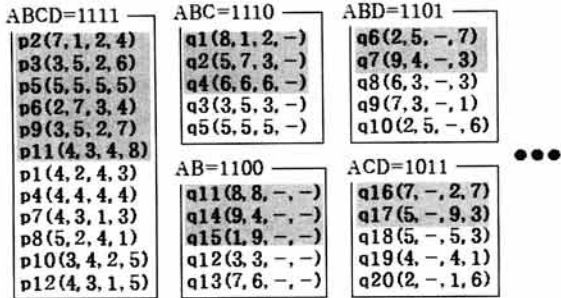 ABCD=1111
p2(7, 1, 2, 4)
p3(3, 5, 2, 6)
p5(5, 5, 5, 5)
p6(2, 7, 3, 4)
p9(3, 5, 2, 7)
p11(4, 3, 4, 8)
p1(4, 2, 4, 3)
p4(4, 4, 4, 4)
p7(4, 3, 1, 3)
p8(5, 2, 4, 1)
p10(3, 4, 2, 5)
p12(4, 3, 1, 5)
ABC=1110
q1(8, 1, 2, -)
q2(5, 7, 3, -)
q4(6, 6, 6, -)
q3(3, 5, 3, -)
q5(5, 5, 5, -)
ABD=1101
q6(2, 5, -, 7)
q7(9, 4, -, 3)
q8(6, 3, -, 3)
q9(7, 3, -, 1)
q10(2, 5, -, 6)
AB=1100
q11(8, 8, -, -)
q14(9, 4, -, -)
q15(1, 9, -, -)
q12(3, 3, -, -)
q13(7, 6, -, -)
ACD=1011
q16(7, -, 2, 7)
q17(5, -, 9, 3)
q18(5, -, 5, 3)
q19(4, -, 4, 1)
q20(2, -, 1, 6)
•••